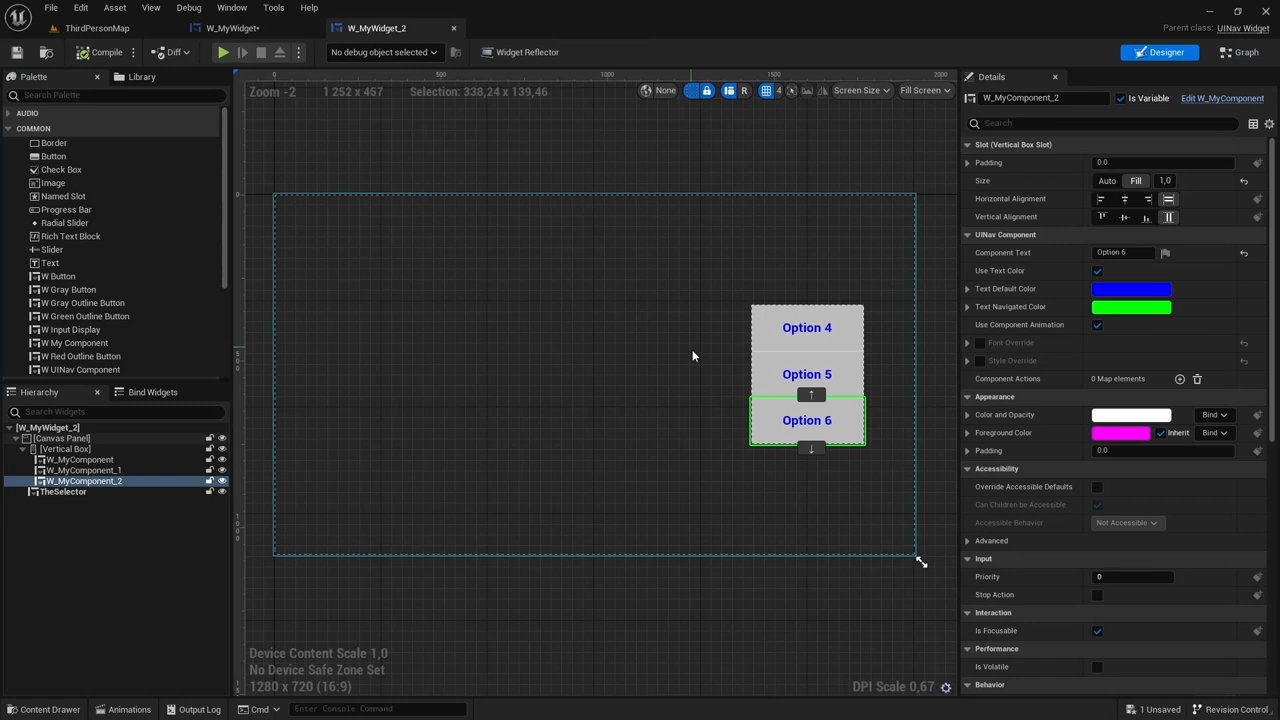 File Edit Asset View Debug Window Tools Help
ThirdPersonMap W_MyWidget* W_MyWidget_2
Parent class: UINav Widget
Compile Diff No debug object selected Widget Reflector Designer Graph
Palette Library
Search Palette
AUDIO
COMMON
Border
Button
Check Box
Image
Named Slot
Progress Bar
Radial Slider
Rich Text Block
Slider
Text
W Button
W Gray Button
W Gray Outline Button
W Green Outline Button
W Input Display
W My Component
W Red Outline Button
W UINav Component
Hierarchy Bind Widgets
Search Widgets
[W_MyWidget_2]
[Canvas Panel]
[Vertical Box]
W_MyComponent
W_MyComponent_1
W_MyComponent_2
TheSelector
0 500 1000 1500 2000
Zoom -2 1 252 x 457 Selection: 338,24 x 139,46
None R 4 Screen Size Fill Screen
0
500
1000
Option 4
Option 5
Option 6
Device Content Scale 1,0
No Device Safe Zone Set
1280 x 720 (16:9)
DPI Scale 0,67
Details
W_MyComponent_2 Is Variable Edit W_MyComponent
Search
Slot (Vertical Box Slot)
Padding 0.0
Size Auto Fill 1,0
Horizontal Alignment
Vertical Alignment
UINav Component
Component Text Option 6
Use Text Color
Text Default Color
Text Navigated Color
Use Component Animation
Font Override
Style Override
Component Actions 0 Map elements
Appearance
Color and Opacity Bind
Foreground Color Inherit Bind
Padding 0.0
Accessibility
Override Accessible Defaults
Can Children be Accessible
Accessible Behavior Not Accessible
Advanced
Input
Priority 0
Stop Action
Interaction
Is Focusable
Performance
Is Volatile
Behavior
Content Drawer Animations Output Log Cmd Enter Console Command 1 Unsaved Revision Control